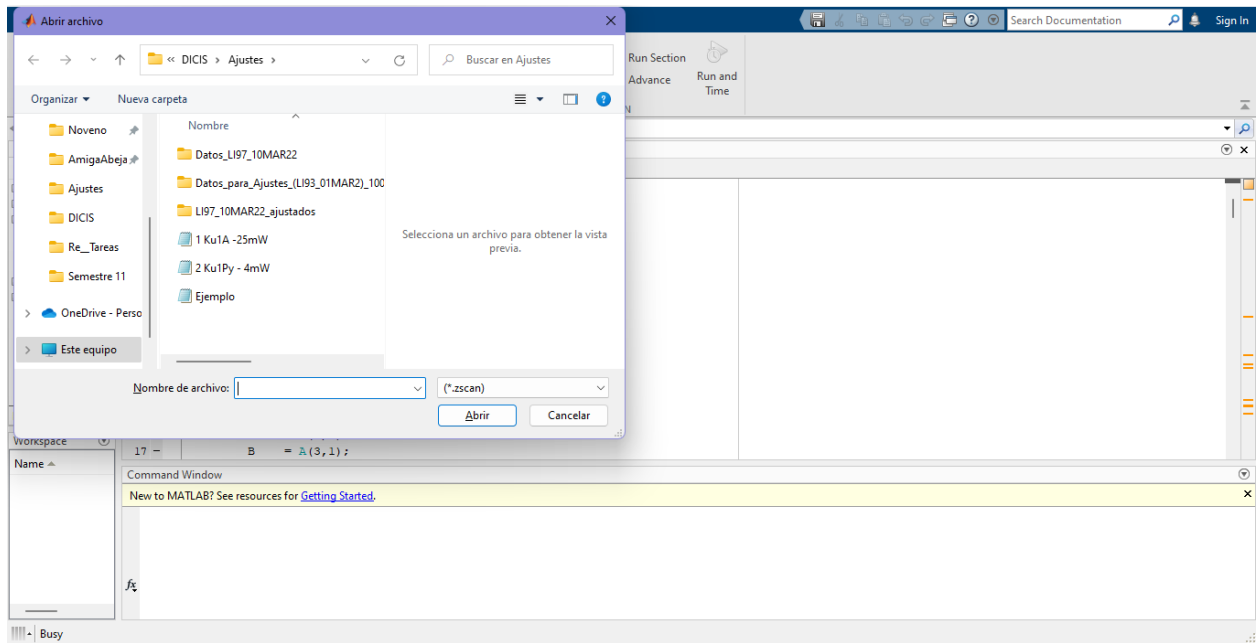 Abrir archivo
Search Documentation
Sign In
« DICIS › Ajustes ›
Buscar en Ajustes
Run Section
Advance
Run and
Time
Organizar
Nueva carpeta
Noveno
AmigaAbeja
Ajustes
DICIS
Re__Tareas
Semestre 11
OneDrive - Perso
Este equipo
Nombre
Datos_LI97_10MAR22
Datos_para_Ajustes_(LI93_01MAR2)_100
LI97_10MAR22_ajustados
1 Ku1A -25mW
2 Ku1Py - 4mW
Ejemplo
Selecciona un archivo para obtener la vista
previa.
Nombre de archivo:
(*.zscan)
Abrir
Cancelar
Workspace
Name
17 -
B = A(3,1);
Command Window
New to MATLAB? See resources for Getting Started.
fx
Busy